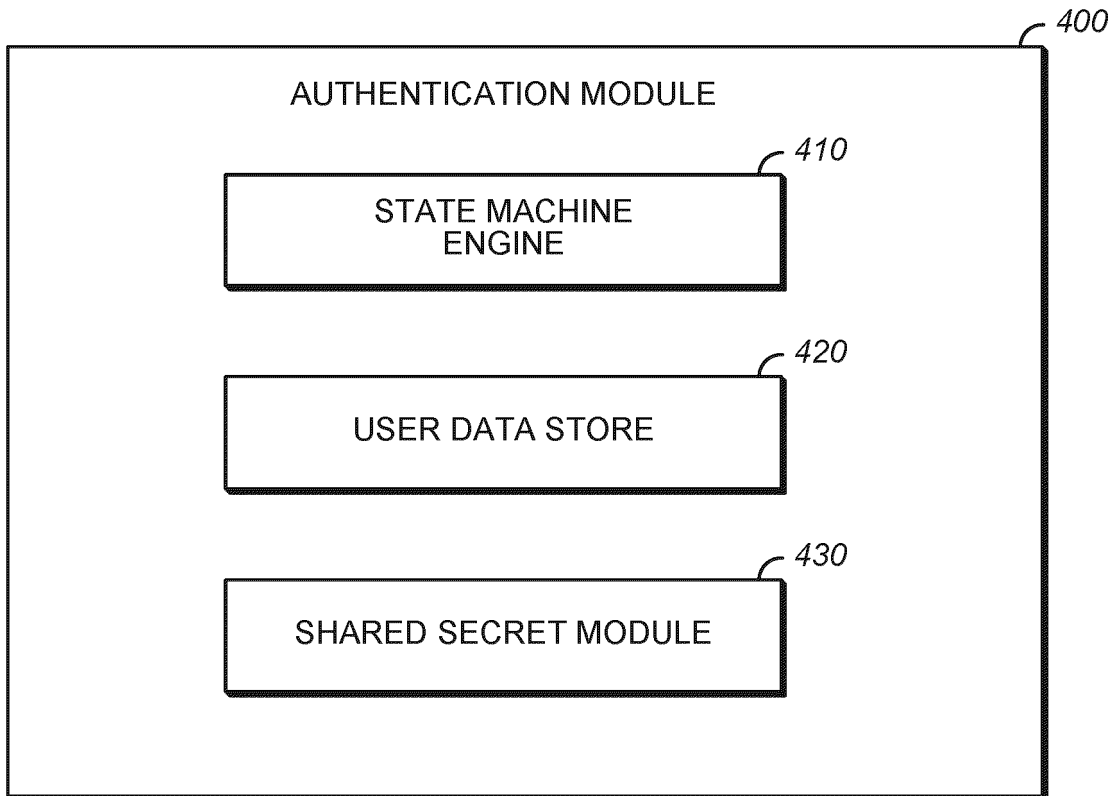 400
AUTHENTICATION MODULE
410
STATE MACHINE
ENGINE
420
USER DATA STORE
430
SHARED SECRET MODULE